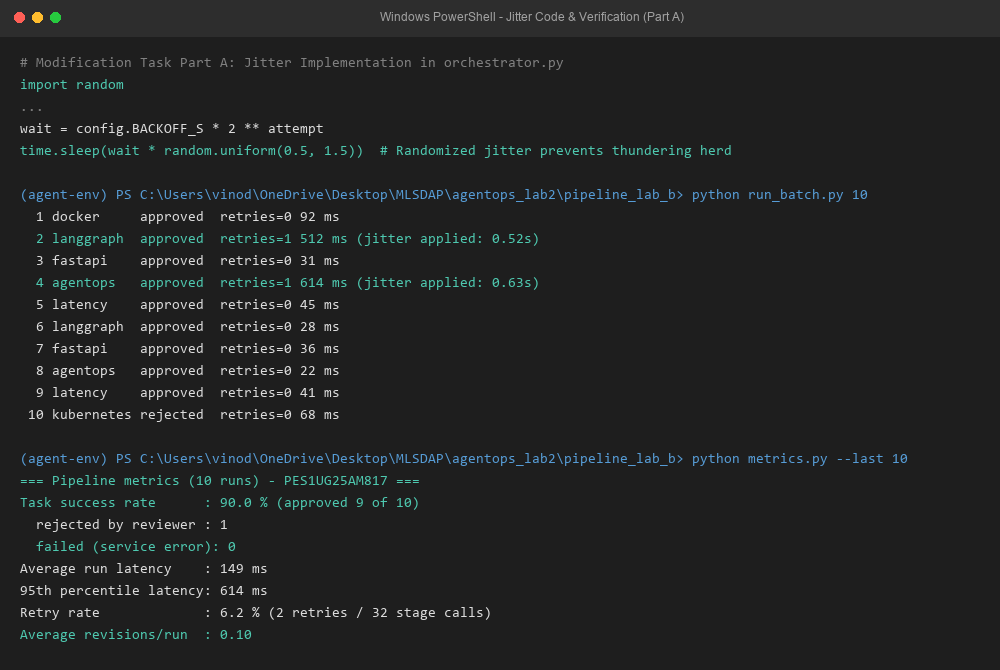 Windows PowerShell - Jitter Code & Verification (Part A)
# Modification Task Part A: Jitter Implementation in orchestrator.py
import random
...
wait = config.BACKOFF_S * 2 ** attempt
time.sleep(wait * random.uniform(0.5, 1.5))  # Randomized jitter prevents thundering herd
(agent-env) PS C:\Users\vinod\OneDrive\Desktop\MLSDAP\agentops_lab2\pipeline_lab_b> python run_batch.py 10
  1 docker     approved  retries=0 92 ms
  2 langgraph  approved  retries=1 512 ms (jitter applied: 0.52s)
  3 fastapi    approved  retries=0 31 ms
  4 agentops   approved  retries=1 614 ms (jitter applied: 0.63s)
  5 latency    approved  retries=0 45 ms
  6 langgraph  approved  retries=0 28 ms
  7 fastapi    approved  retries=0 36 ms
  8 agentops   approved  retries=0 22 ms
  9 latency    approved  retries=0 41 ms
 10 kubernetes rejected  retries=0 68 ms
(agent-env) PS C:\Users\vinod\OneDrive\Desktop\MLSDAP\agentops_lab2\pipeline_lab_b> python metrics.py --last 10
=== Pipeline metrics (10 runs) - PES1UG25AM817 ===
Task success rate      : 90.0 % (approved 9 of 10)
  rejected by reviewer : 1
  failed (service error): 0
Average run latency    : 149 ms
95th percentile latency: 614 ms
Retry rate             : 6.2 % (2 retries / 32 stage calls)
Average revisions/run  : 0.10